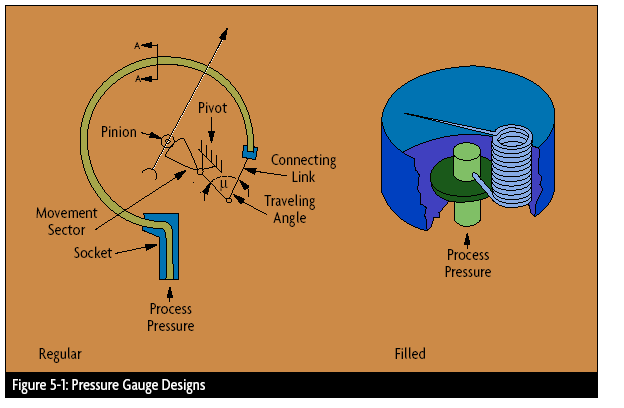 A
A
Pivot
Pinion
Connecting
Link
μ
Traveling
Angle
Movement
Sector
Socket
Process
Pressure
Process
Pressure
Regular
Filled
Figure 5-1: Pressure Gauge Designs